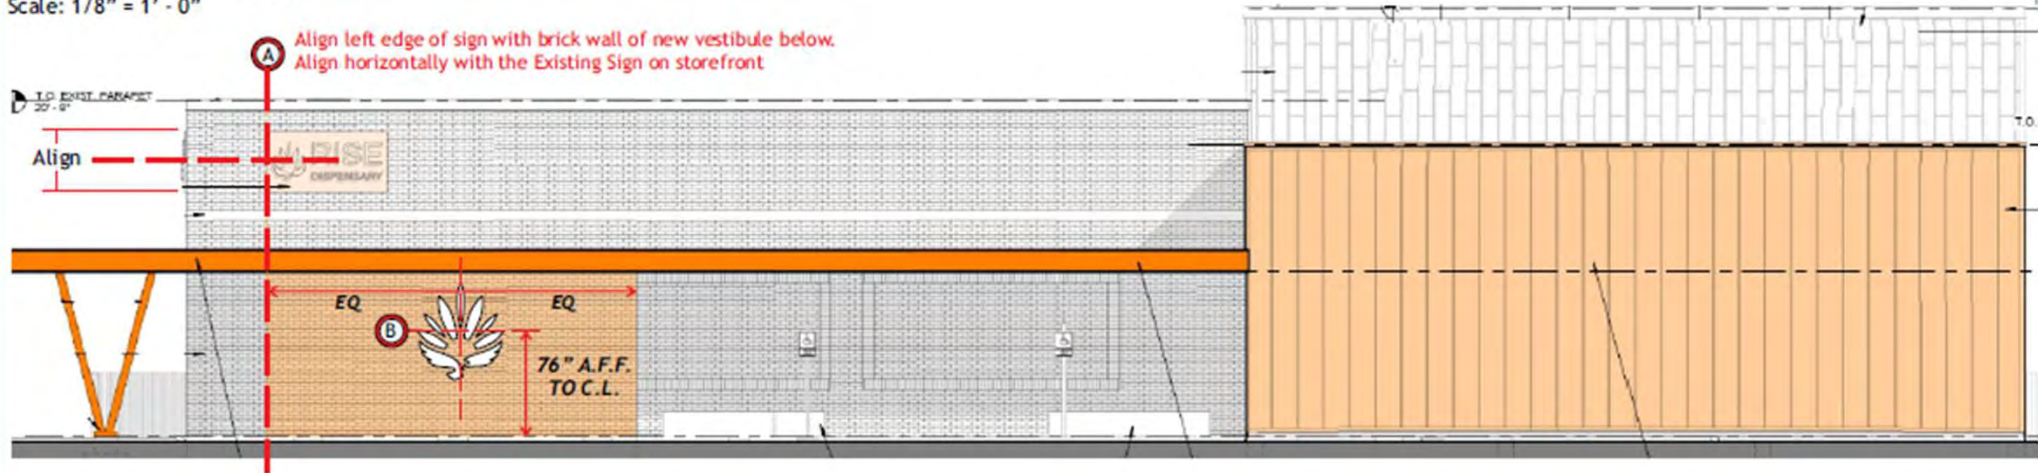 Scale: 1/8" = 1' - 0"
A
Align left edge of sign with brick wall of new vestibule below.
Align horizontally with the Existing Sign on storefront
T.O. EXIST. PARAPET
20' - 8"
T.O.
Align
RISE
DISPENSARY
EQ
EQ
B
76" A.F.F.
TO C.L.